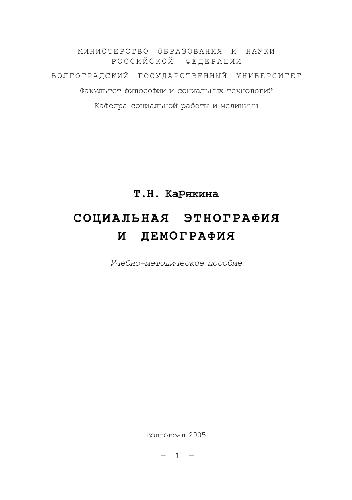 МИНИСТЕРСТВО ОБРАЗОВАНИЯ И НАУКИ
РОССИЙСКОЙ ФЕДЕРАЦИИ
ВОЛГОГРАДСКИЙ ГОСУДАРСТВЕННЫЙ УНИВЕРСИТЕТ
Факультет философии и социальных технологий
Кафедра социальной работы и медицины
Т.Н. Карякина
СОЦИАЛЬНАЯ ЭТНОГРАФИЯ
И ДЕМОГРАФИЯ
Учебно-методическое пособие
Волгоград 2005
– 1 –